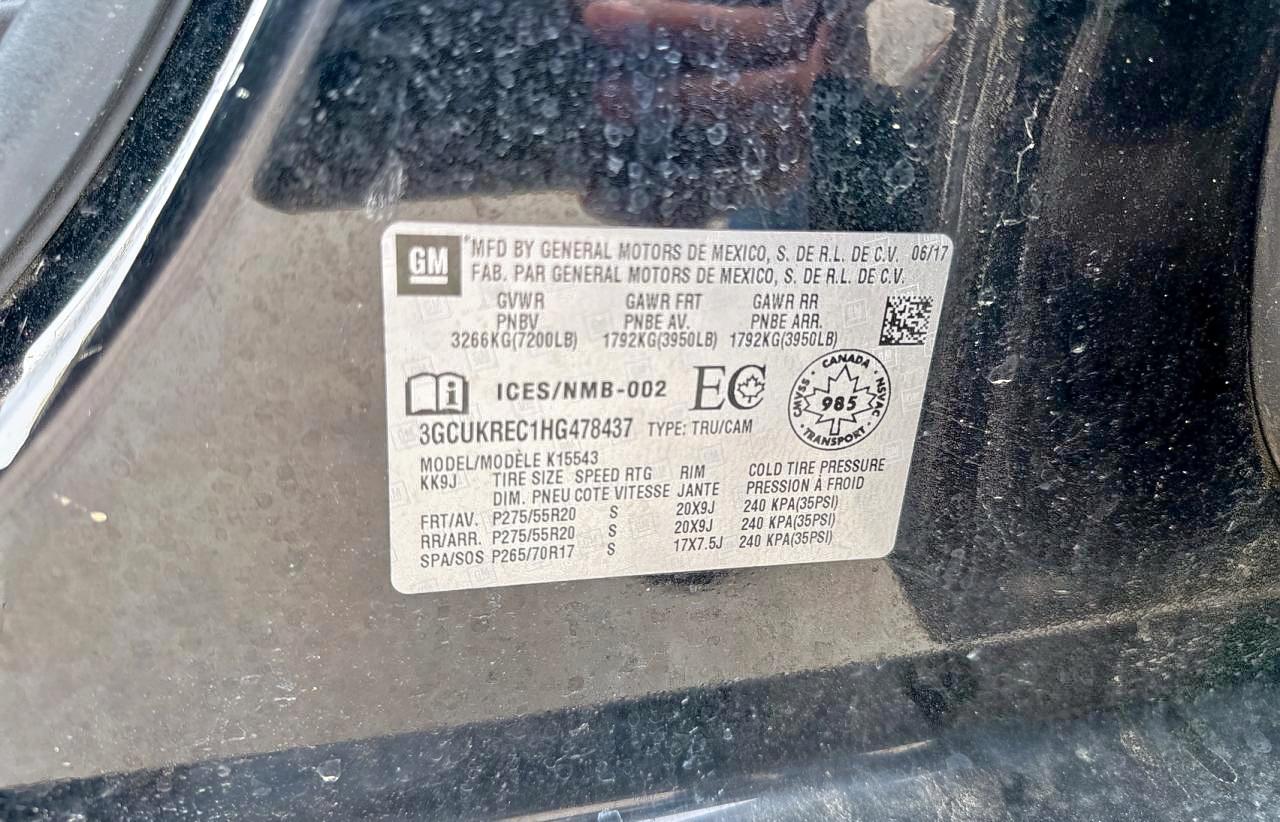 GM
MFD BY GENERAL MOTORS DE MEXICO, S. DE R.L. DE C.V. 06/17
FAB. PAR GENERAL MOTORS DE MEXICO, S. DE R.L. DE C.V.
GVWR GAWR FRT GAWR RR
PNBV PNBE AV. PNBE ARR.
3266KG(7200LB) 1792KG(3950LB) 1792KG(3950LB)
i ICES/NMB-002 EC
CANADA
CMVSS 985 NSVAC
TRANSPORT
3GCUKREC1HG478437 TYPE: TRU/CAM
MODEL/MODÈLE K15543
KK9J TIRE SIZE SPEED RTG RIM COLD TIRE PRESSURE
DIM. PNEU COTE VITESSE JANTE PRESSION À FROID
FRT/AV. P275/55R20 S 20X9J 240 KPA(35PSI)
RR/ARR. P275/55R20 S 20X9J 240 KPA(35PSI)
SPA/SOS P265/70R17 S 17X7.5J 240 KPA(35PSI)